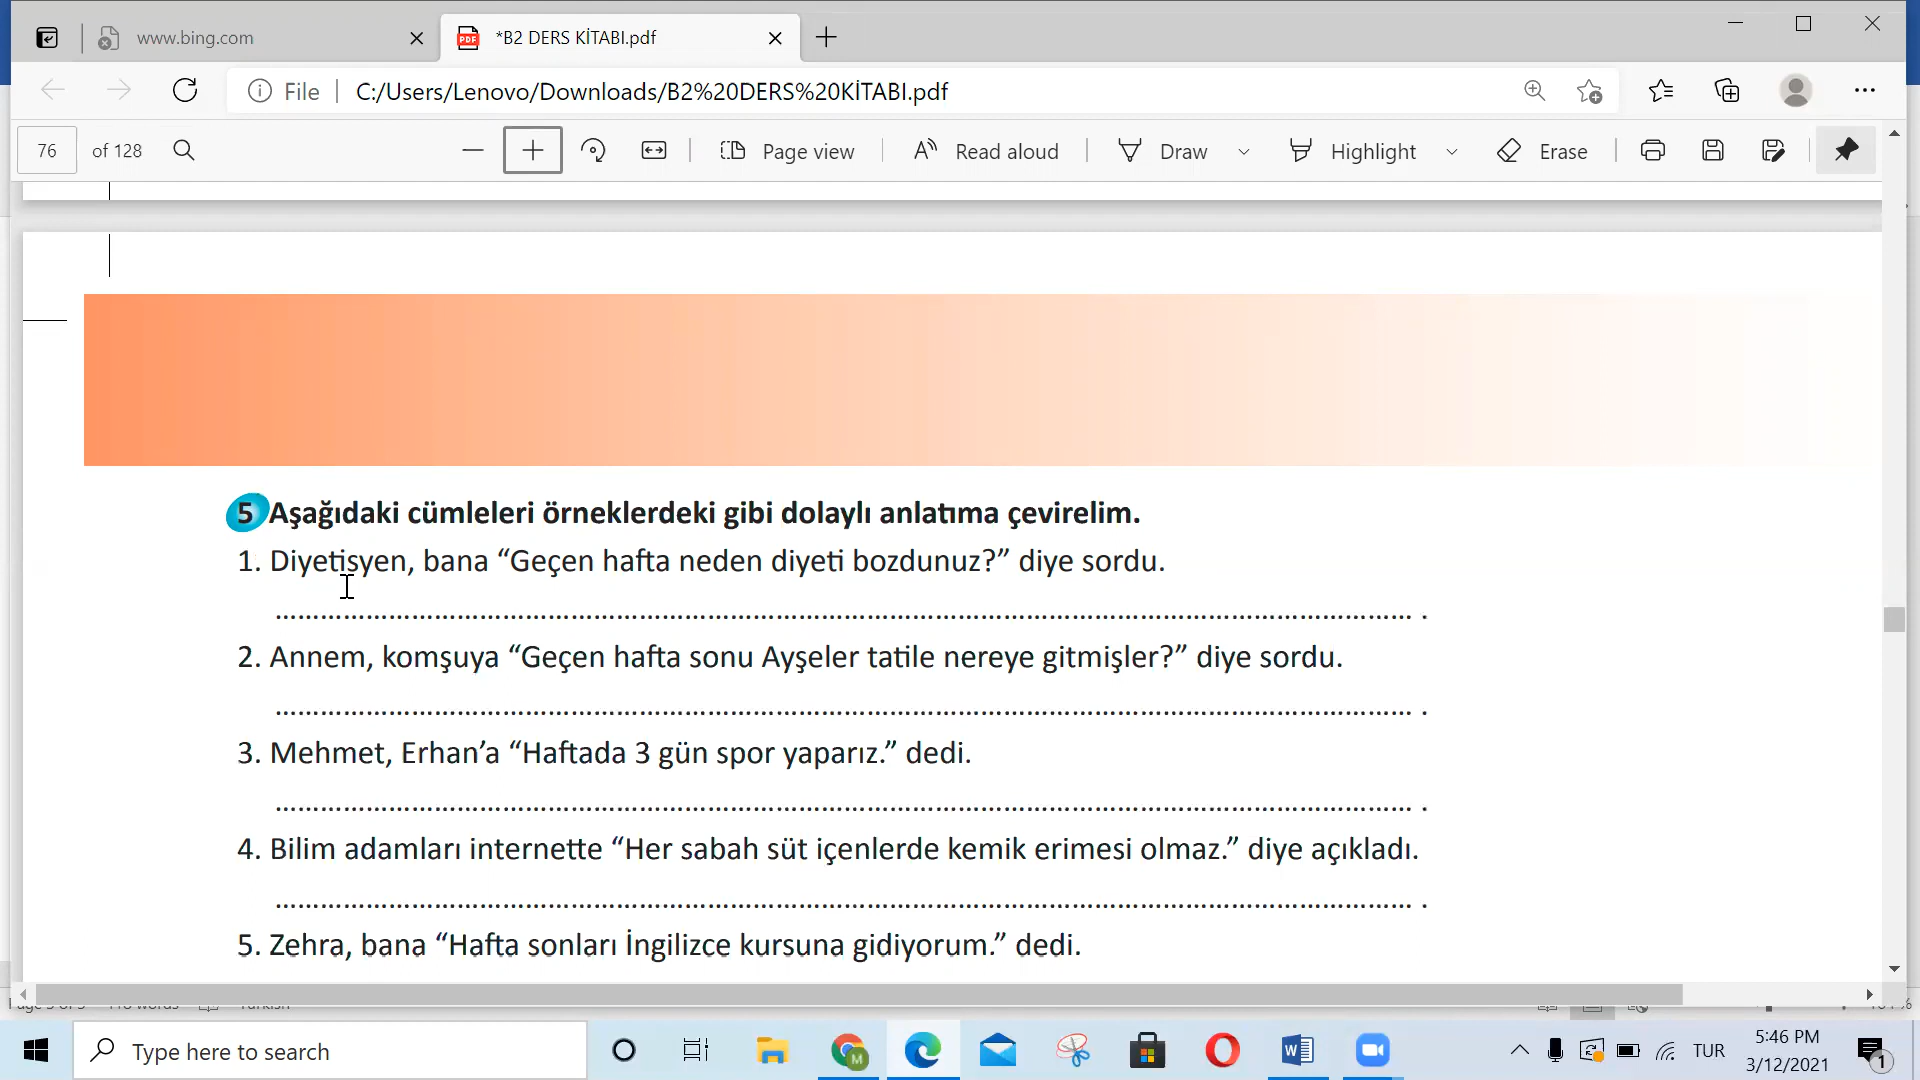 www.bing.com
*B2 DERS KİTABI.pdf
File C:/Users/Lenovo/Downloads/B2%20DERS%20KİTABI.pdf
76 of 128 Page view Read aloud Draw Highlight Erase
5 Aşağıdaki cümleleri örneklerdeki gibi dolaylı anlatıma çevirelim.
1. Diyetisyen, bana “Geçen hafta neden diyeti bozdunuz?” diye sordu.
2. Annem, komşuya “Geçen hafta sonu Ayşeler tatile nereye gitmişler?” diye sordu.
3. Mehmet, Erhan’a “Haftada 3 gün spor yaparız.” dedi.
4. Bilim adamları internette “Her sabah süt içenlerde kemik erimesi olmaz.” diye açıkladı.
5. Zehra, bana “Hafta sonları İngilizce kursuna gidiyorum.” dedi.
Type here to search
TUR
5:46 PM
3/12/2021
1